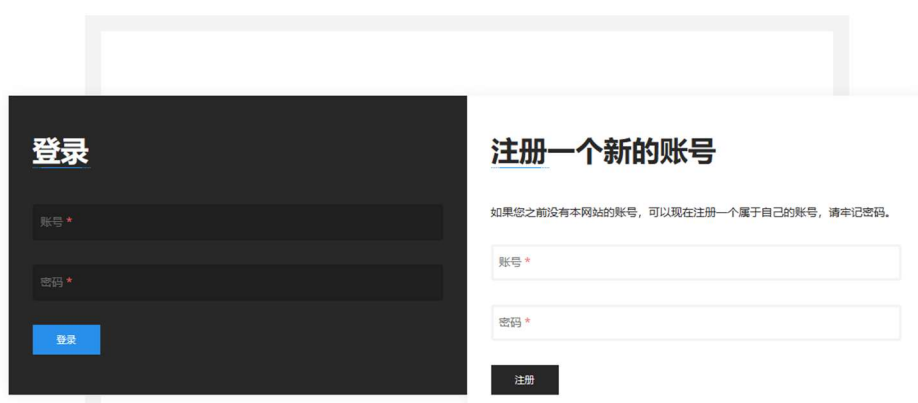 登录
账号 *
密码 *
登录
注册一个新的账号
如果您之前没有本网站的账号，可以现在注册一个属于自己的账号，请牢记密码。
账号 *
密码 *
注册